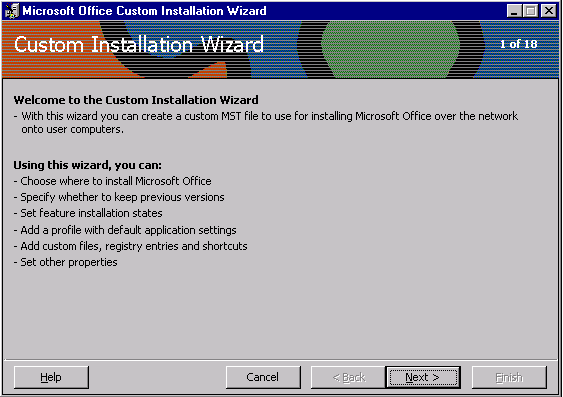 Microsoft Office Custom Installation Wizard
Custom Installation Wizard
1 of 18
Welcome to the Custom Installation Wizard
- With this wizard you can create a custom MST file to use for installing Microsoft Office over the network
onto user computers.
Using this wizard, you can:
- Choose where to install Microsoft Office
- Specify whether to keep previous versions
- Set feature installation states
- Add a profile with default application settings
- Add custom files, registry entries and shortcuts
- Set other properties
Help Cancel < Back Next > Finish